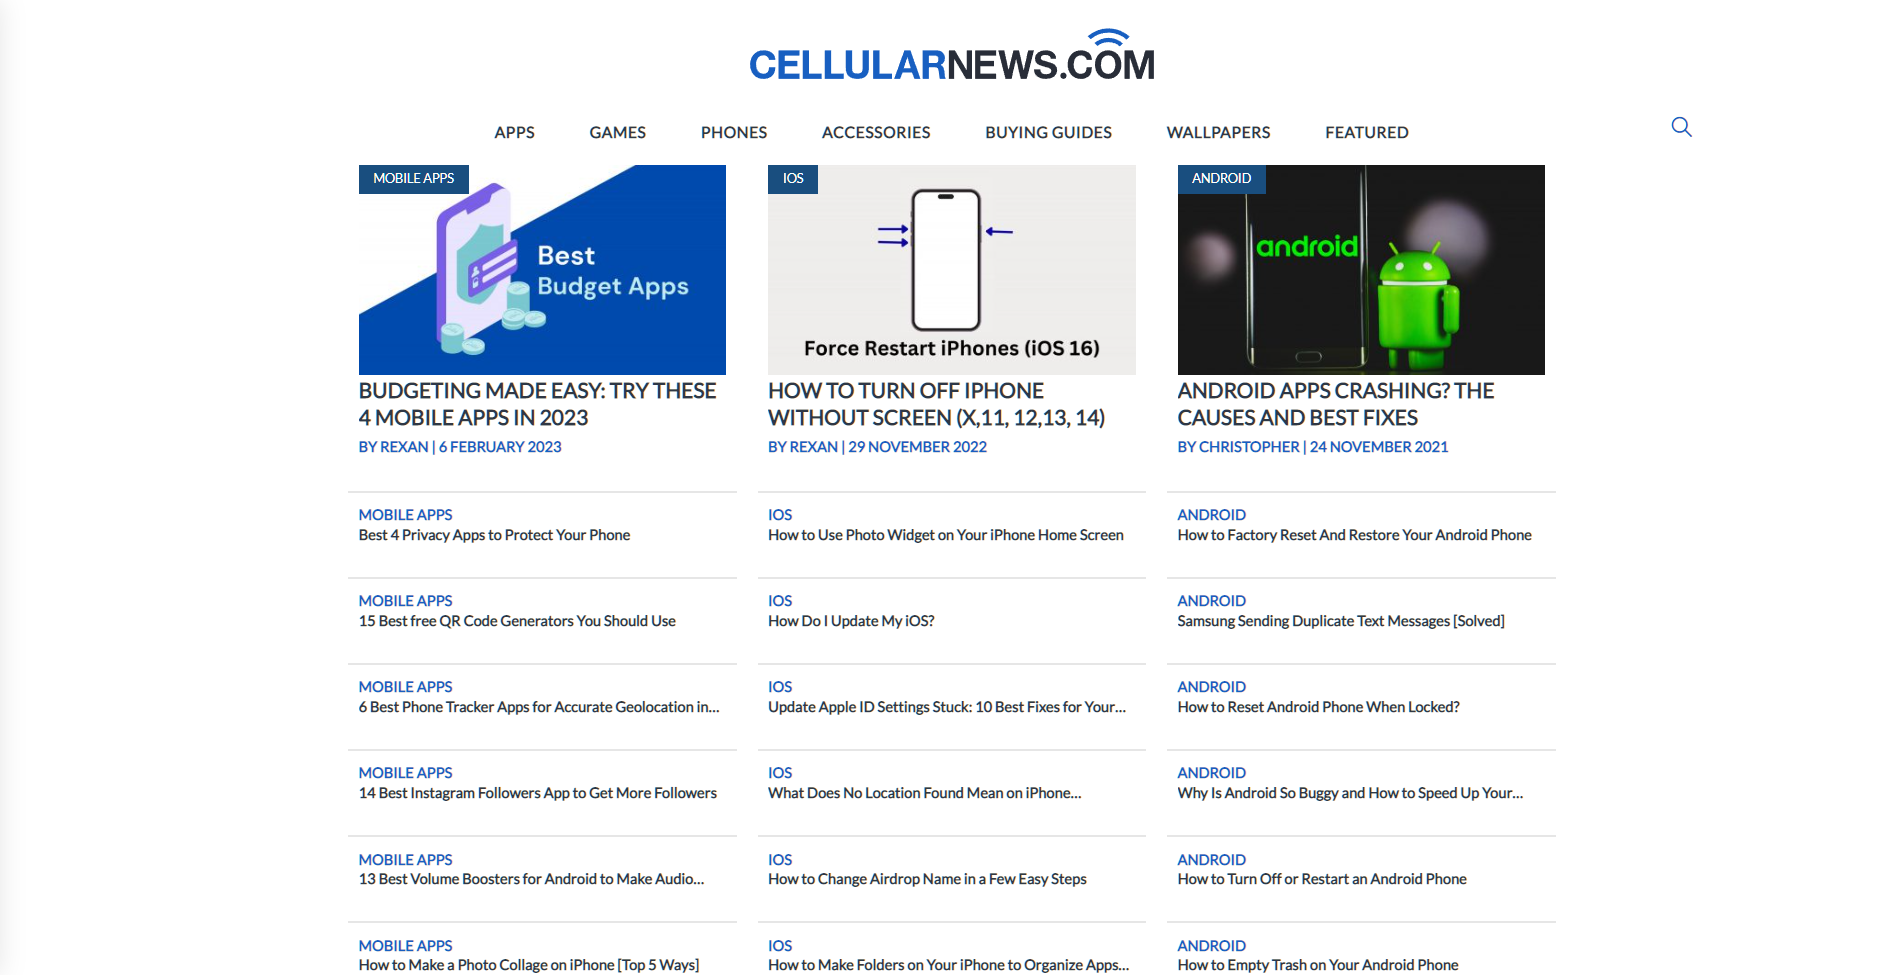 CELLULARNEWS.COM
APPS GAMES PHONES ACCESSORIES BUYING GUIDES WALLPAPERS FEATURED
MOBILE APPS
Best
Budget Apps
BUDGETING MADE EASY: TRY THESE
4 MOBILE APPS IN 2023
BY REXAN | 6 FEBRUARY 2023
MOBILE APPS
Best 4 Privacy Apps to Protect Your Phone
MOBILE APPS
15 Best free QR Code Generators You Should Use
MOBILE APPS
6 Best Phone Tracker Apps for Accurate Geolocation in...
MOBILE APPS
14 Best Instagram Followers App to Get More Followers
MOBILE APPS
13 Best Volume Boosters for Android to Make Audio...
MOBILE APPS
How to Make a Photo Collage on iPhone [Top 5 Ways]
IOS
Force Restart iPhones (iOS 16)
HOW TO TURN OFF IPHONE
WITHOUT SCREEN (X,11, 12,13, 14)
BY REXAN | 29 NOVEMBER 2022
IOS
How to Use Photo Widget on Your iPhone Home Screen
IOS
How Do I Update My iOS?
IOS
Update Apple ID Settings Stuck: 10 Best Fixes for Your...
IOS
What Does No Location Found Mean on iPhone...
IOS
How to Change Airdrop Name in a Few Easy Steps
IOS
How to Make Folders on Your iPhone to Organize Apps...
ANDROID
android
ANDROID APPS CRASHING? THE
CAUSES AND BEST FIXES
BY CHRISTOPHER | 24 NOVEMBER 2021
ANDROID
How to Factory Reset And Restore Your Android Phone
ANDROID
Samsung Sending Duplicate Text Messages [Solved]
ANDROID
How to Reset Android Phone When Locked?
ANDROID
Why Is Android So Buggy and How to Speed Up Your...
ANDROID
How to Turn Off or Restart an Android Phone
ANDROID
How to Empty Trash on Your Android Phone